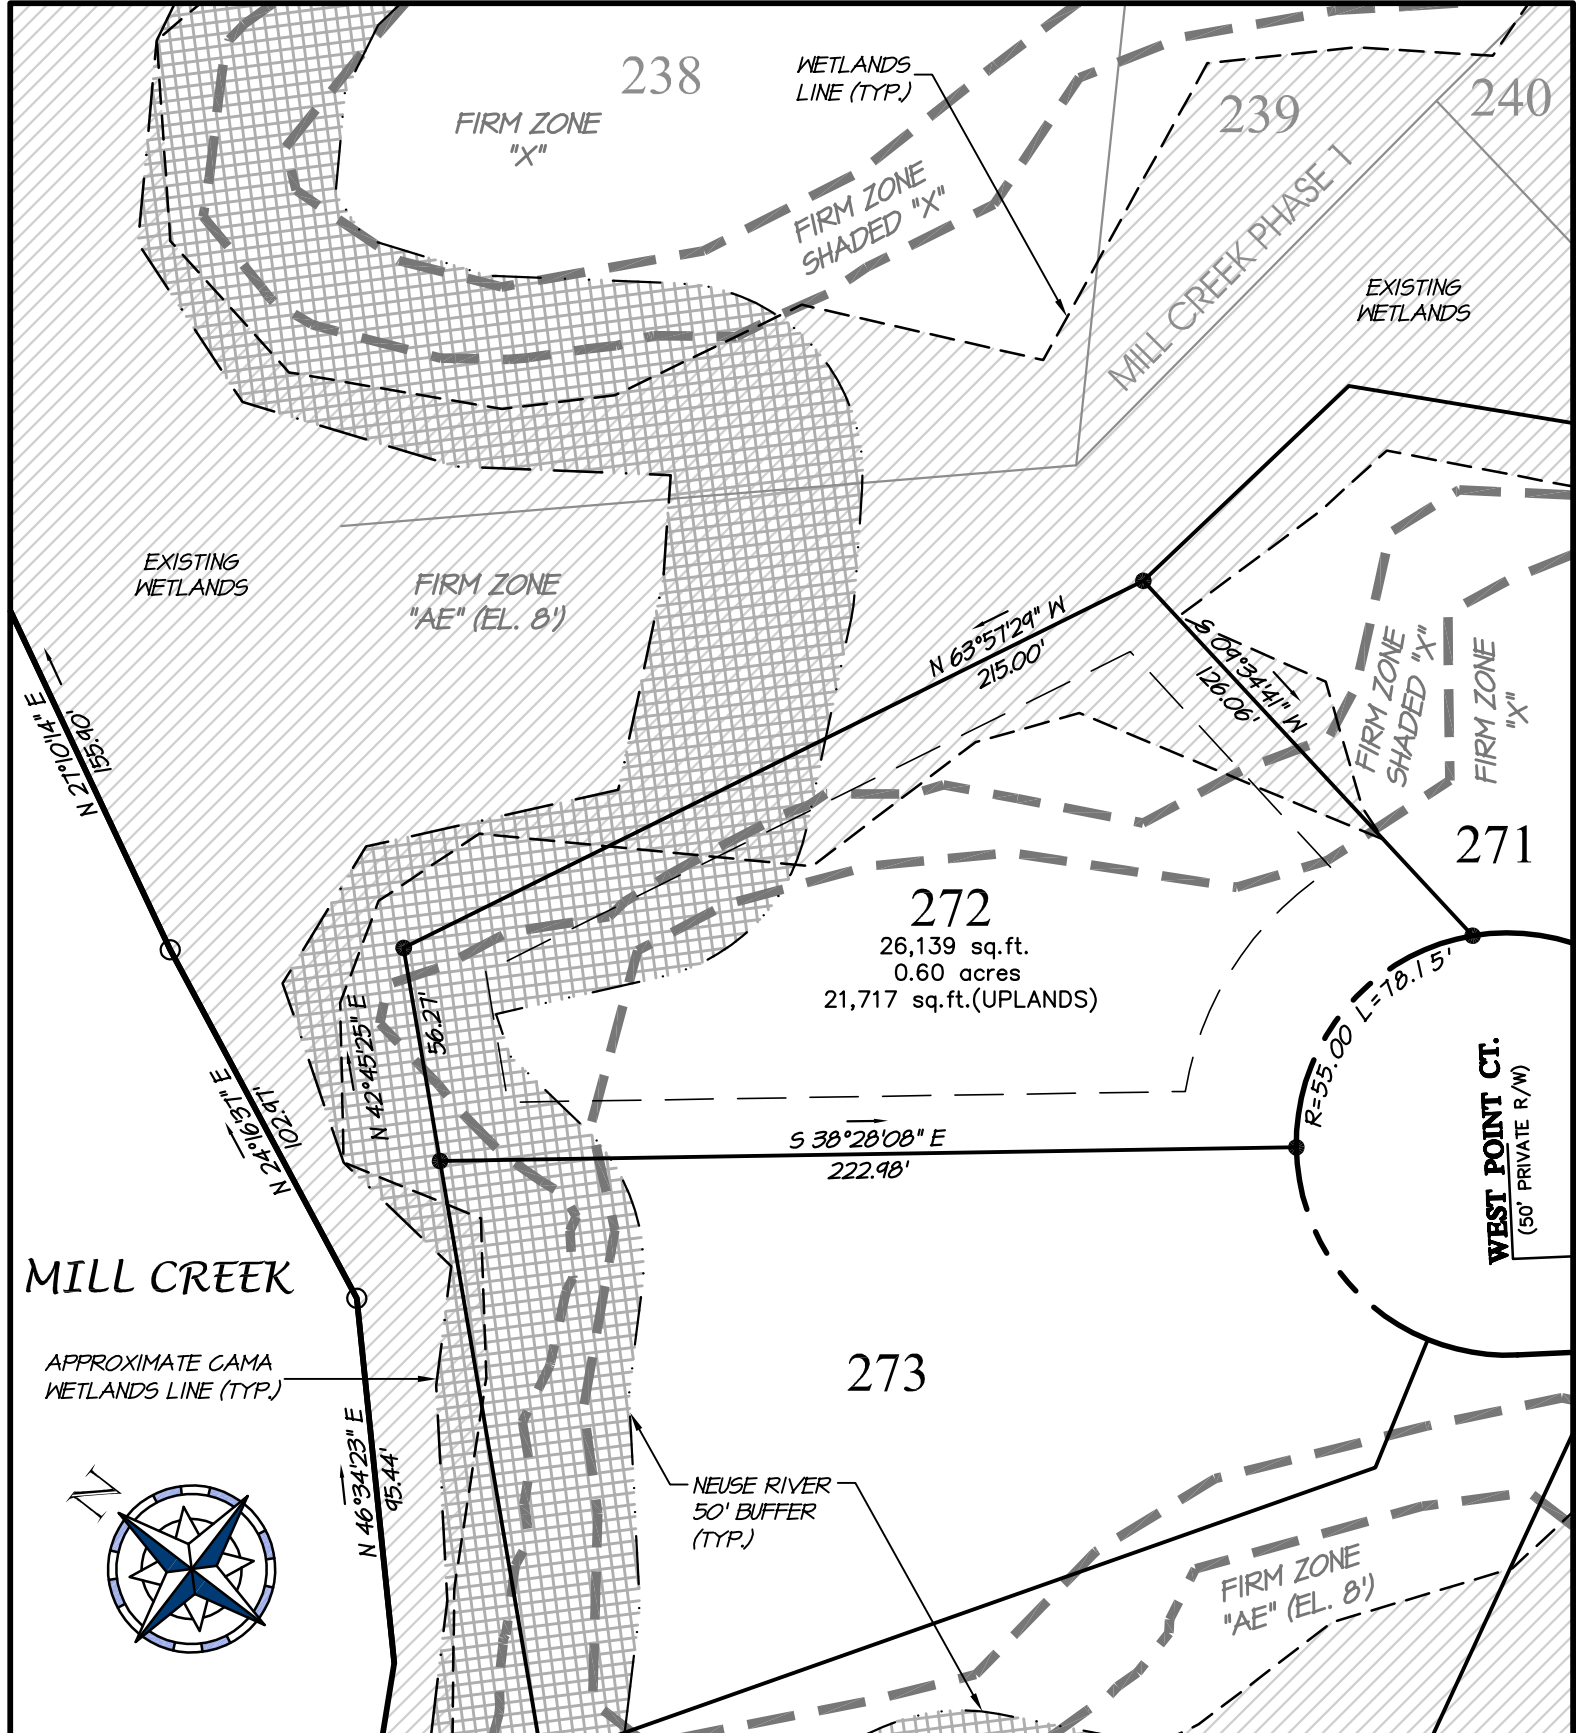 238
WETLANDS
LINE (TYP.)
239
240
FIRM ZONE
"X"
FIRM ZONE
SHADED "X"
MILL CREEK PHASE 1
EXISTING
WETLANDS
EXISTING
WETLANDS
FIRM ZONE
"AE" (EL. 8')
N 63°57'29" W
215.00'
S 09°34'41" W
126.06'
FIRM ZONE
SHADED "X"
FIRM ZONE
"X"
N 27°10'14" E
155.90'
271
272
26,139 sq.ft.
0.60 acres
21,717 sq.ft.(UPLANDS)
N 42°45'25" E
56.27'
R=55.00 L=78.15'
WEST POINT CT.
(50' PRIVATE R/W)
N 24°16'37" E
102.97'
S 38°28'08" E
222.98'
MILL CREEK
APPROXIMATE CAMA
WETLANDS LINE (TYP.)
273
N 46°34'23" E
95.44'
N
NEUSE RIVER
50' BUFFER
(TYP.)
FIRM ZONE
"AE" (EL. 8')